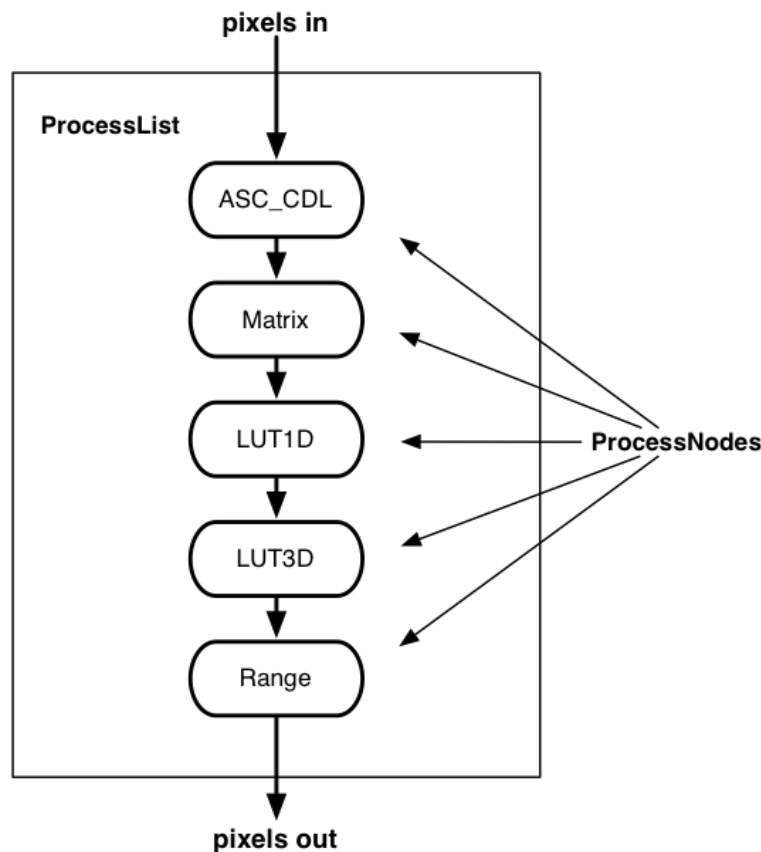 pixels in
ProcessList
ASC_CDL
Matrix
LUT1D
ProcessNodes
LUT3D
Range
pixels out